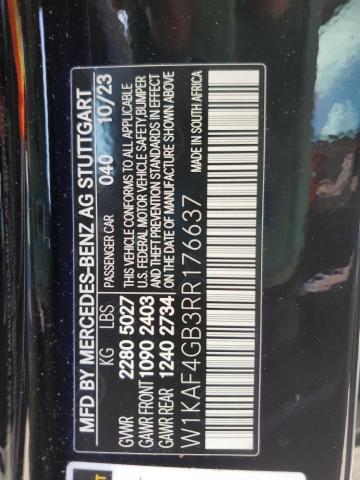 MFD BY MERCEDES-BENZ AG STUTTGART
KG LBS PASSENGER CAR 040 10/23
GVWR 2280 5027 THIS VEHICLE CONFORMS TO ALL APPLICABLE
GAWR FRONT 1090 2403 U.S. FEDERAL MOTOR VEHICLE SAFETY, BUMPER
GAWR REAR 1240 2734 AND THEFT PREVENTION STANDARDS IN EFFECT
ON THE DATE OF MANUFACTURE SHOWN ABOVE
W1KAF4GB3RR176637 MADE IN SOUTH AFRICA